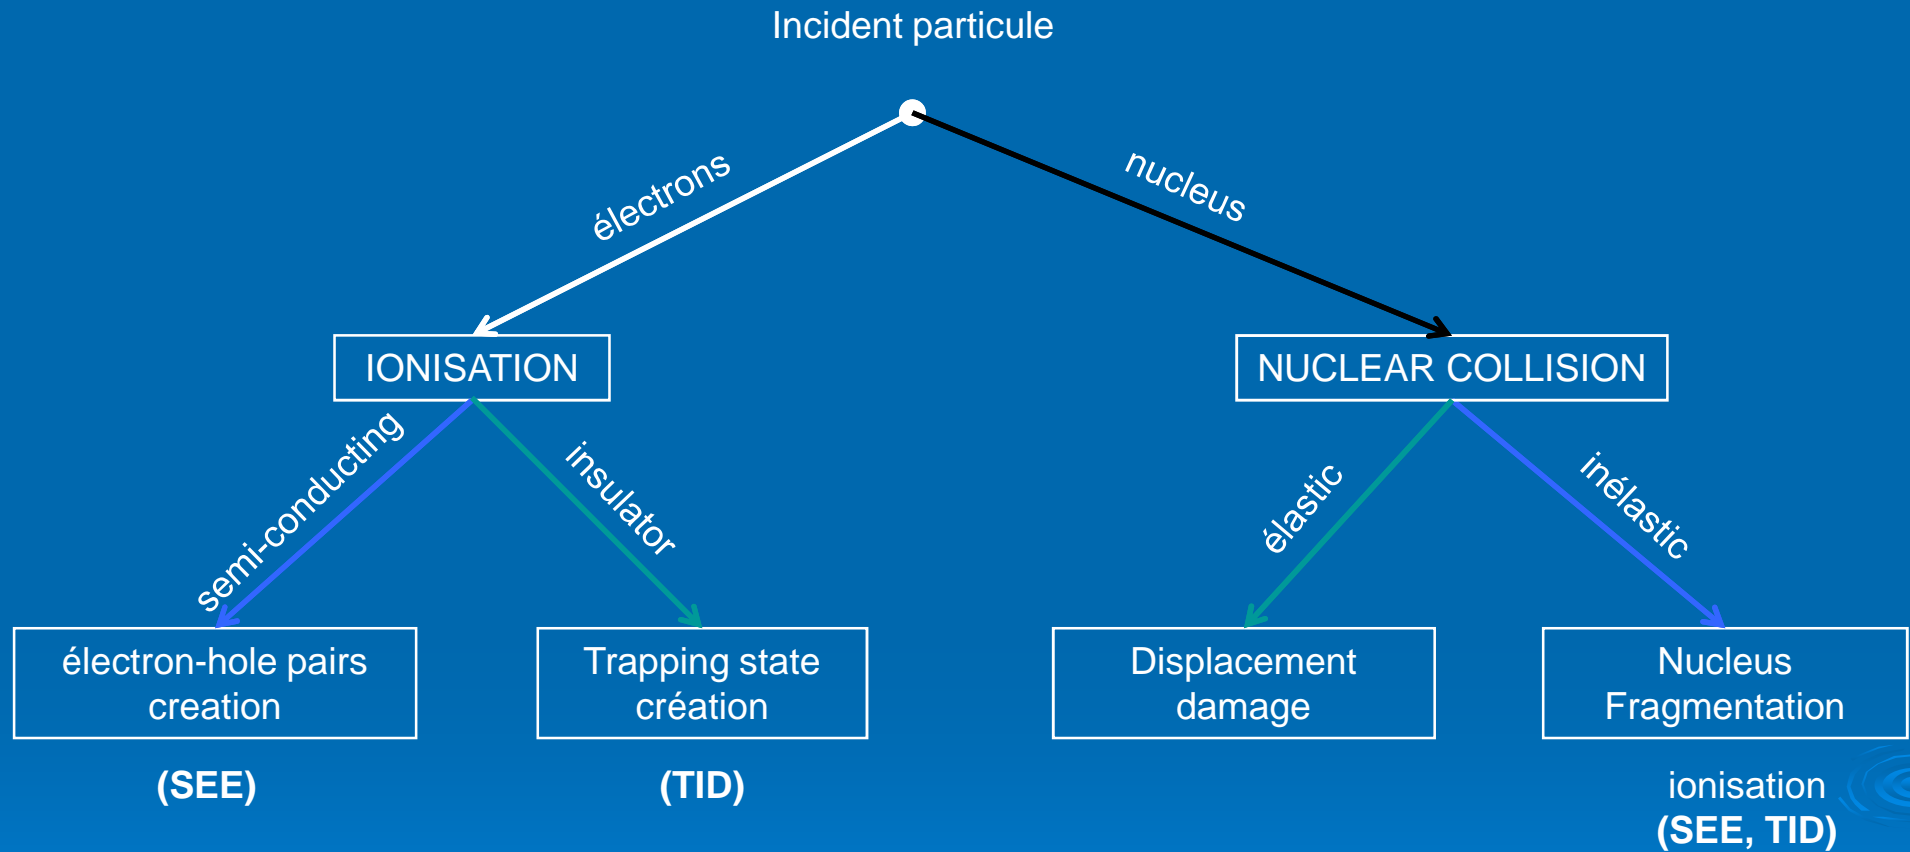 Incident particule
électrons
nucleus
IONISATION
NUCLEAR COLLISION
semi-conducting
insulator
élastic
inélastic
électron-hole pairs
creation
Trapping state
création
Displacement
damage
Nucleus
Fragmentation
(SEE)
(TID)
ionisation
(SEE, TID)